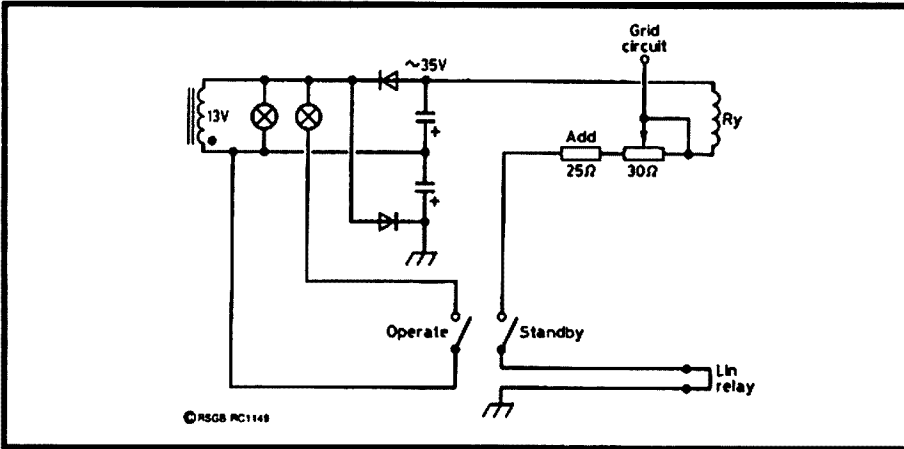 Grid
circuit
~35V
13V
+
Ry
Add
25Ω
30Ω
+
Operate
Standby
Lin
relay
©RSGB RC1149